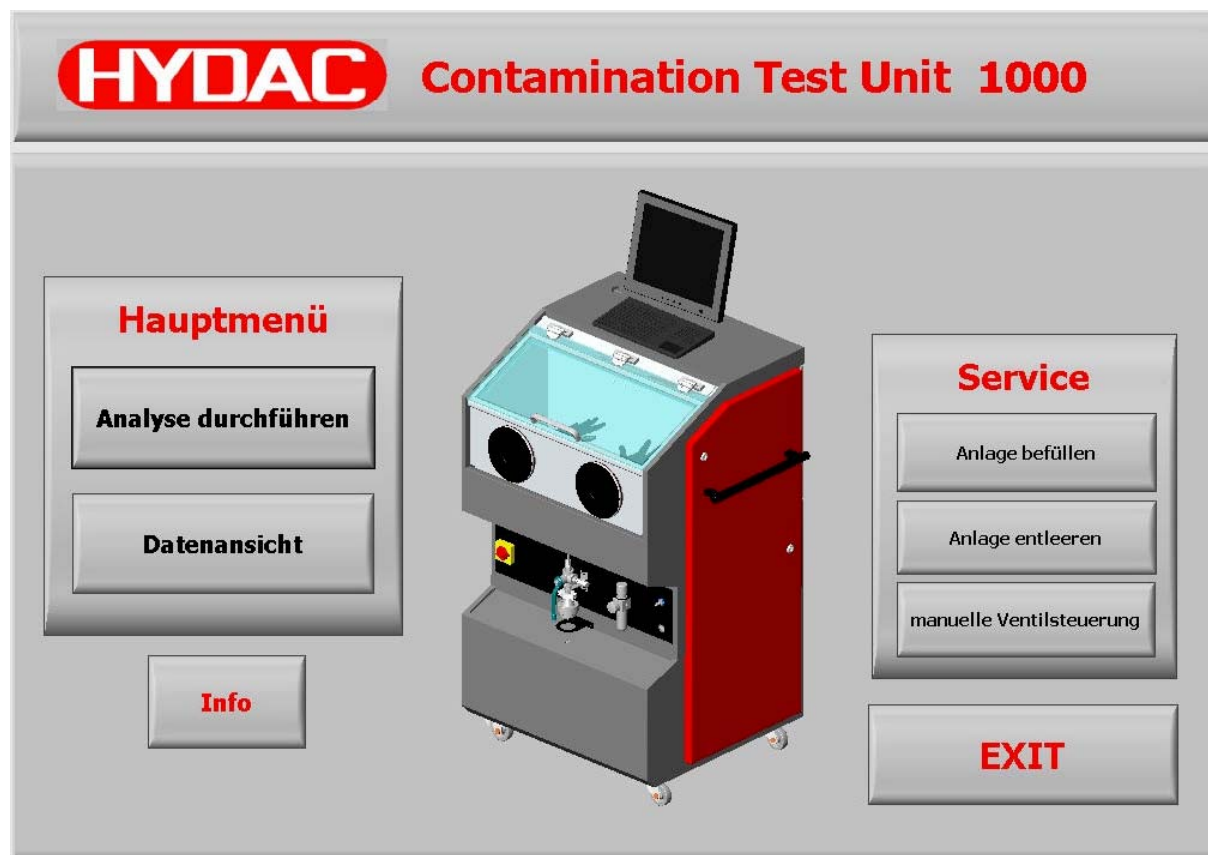 HYDAC Contamination Test Unit 1000
Hauptmenü
Analyse durchführen
Datenansicht
Info
Service
Anlage befüllen
Anlage entleeren
manuelle Ventilsteuerung
EXIT